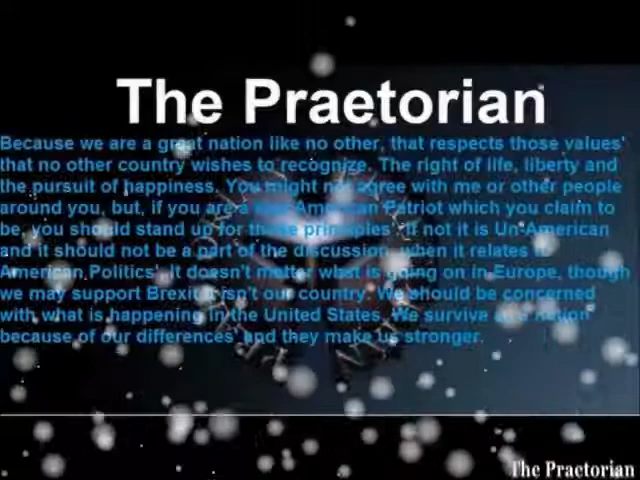 The Praetorian
Because we are a great nation like no other, that respects those values'
that no other country wishes to recognize. The right of life, liberty and
the pursuit of happiness. You might not agree with me or other people
around you, but, if you are a true American Patriot which you claim to
be, you should stand up for those principles'. If not it is Un-American
and it should not be a part of the discussion, when it relates to
American Politics'. It doesn't matter what is going on in Europe, though
we may support Brexit it isn't our country. We should be concerned
with what is happening in the United States. We survive as a nation
because of our differences' and they make us stronger.
The Praetorian